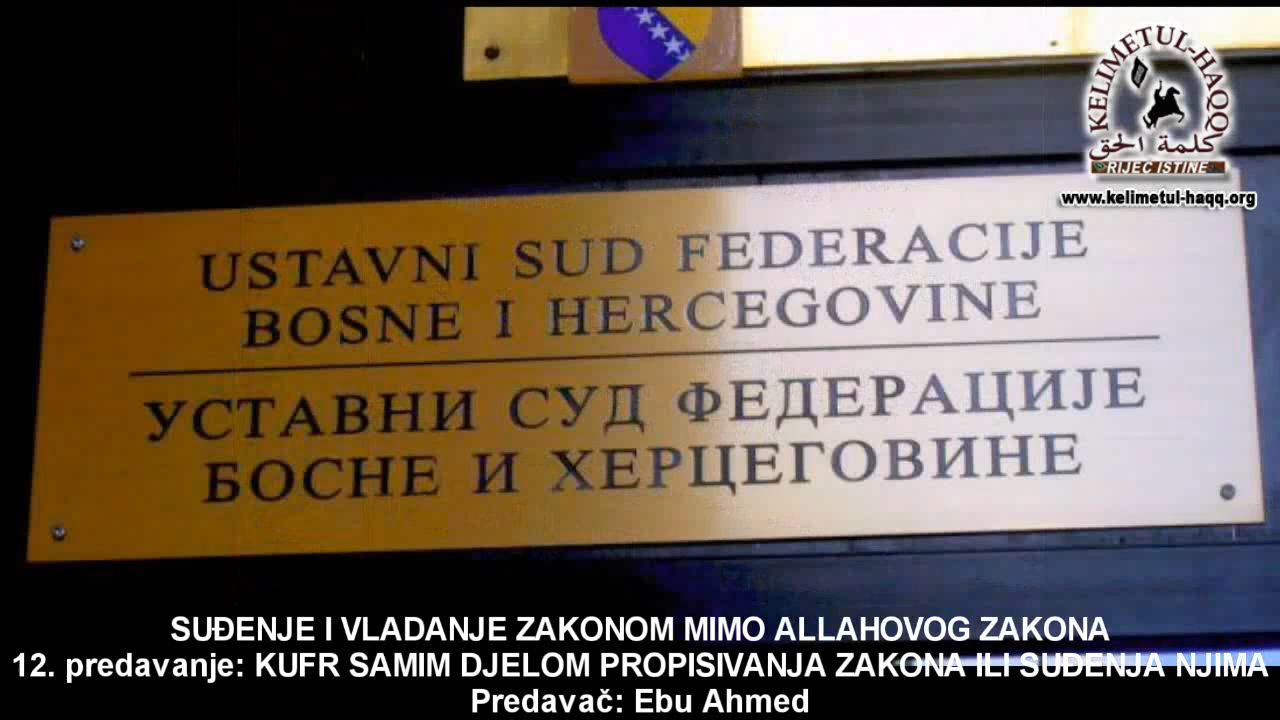 KELIMETUL-HAQQ
كلمة الحق
RIJEC ISTINE
www.kelimetul-haqq.org
USTAVNI SUD FEDERACIJE
BOSNE I HERCEGOVINE
УСТАВНИ СУД ФЕДЕРАЦИЈЕ
БОСНЕ И ХЕРЦЕГОВИНЕ
SUĐENJE I VLADANJE ZAKONOM MIMO ALLAHOVOG ZAKONA
12. predavanje: KUFR SAMIM DJELOM PROPISIVANJA ZAKONA ILI SUĐENJA NJIMA
Predavač: Ebu Ahmed